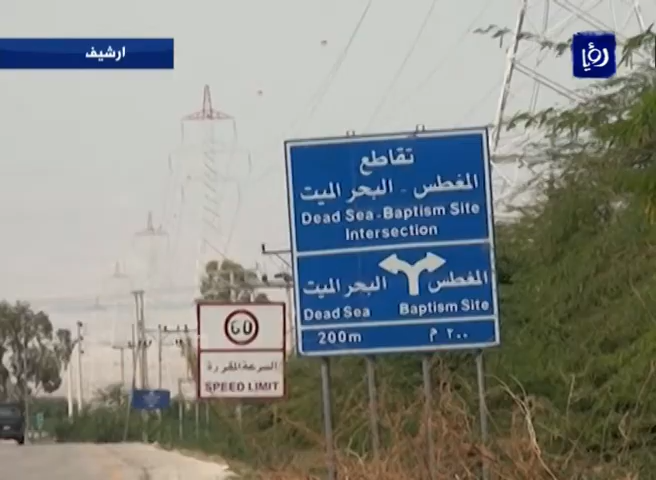 ارشيف
رؤيا
تقاطع
المغطس - البحر الميت
Dead Sea - Baptism Site
Intersection
البحر الميت
المغطس
Dead Sea
Baptism Site
200m
٢٠٠ م
60
السرعة المقررة
SPEED LIMIT